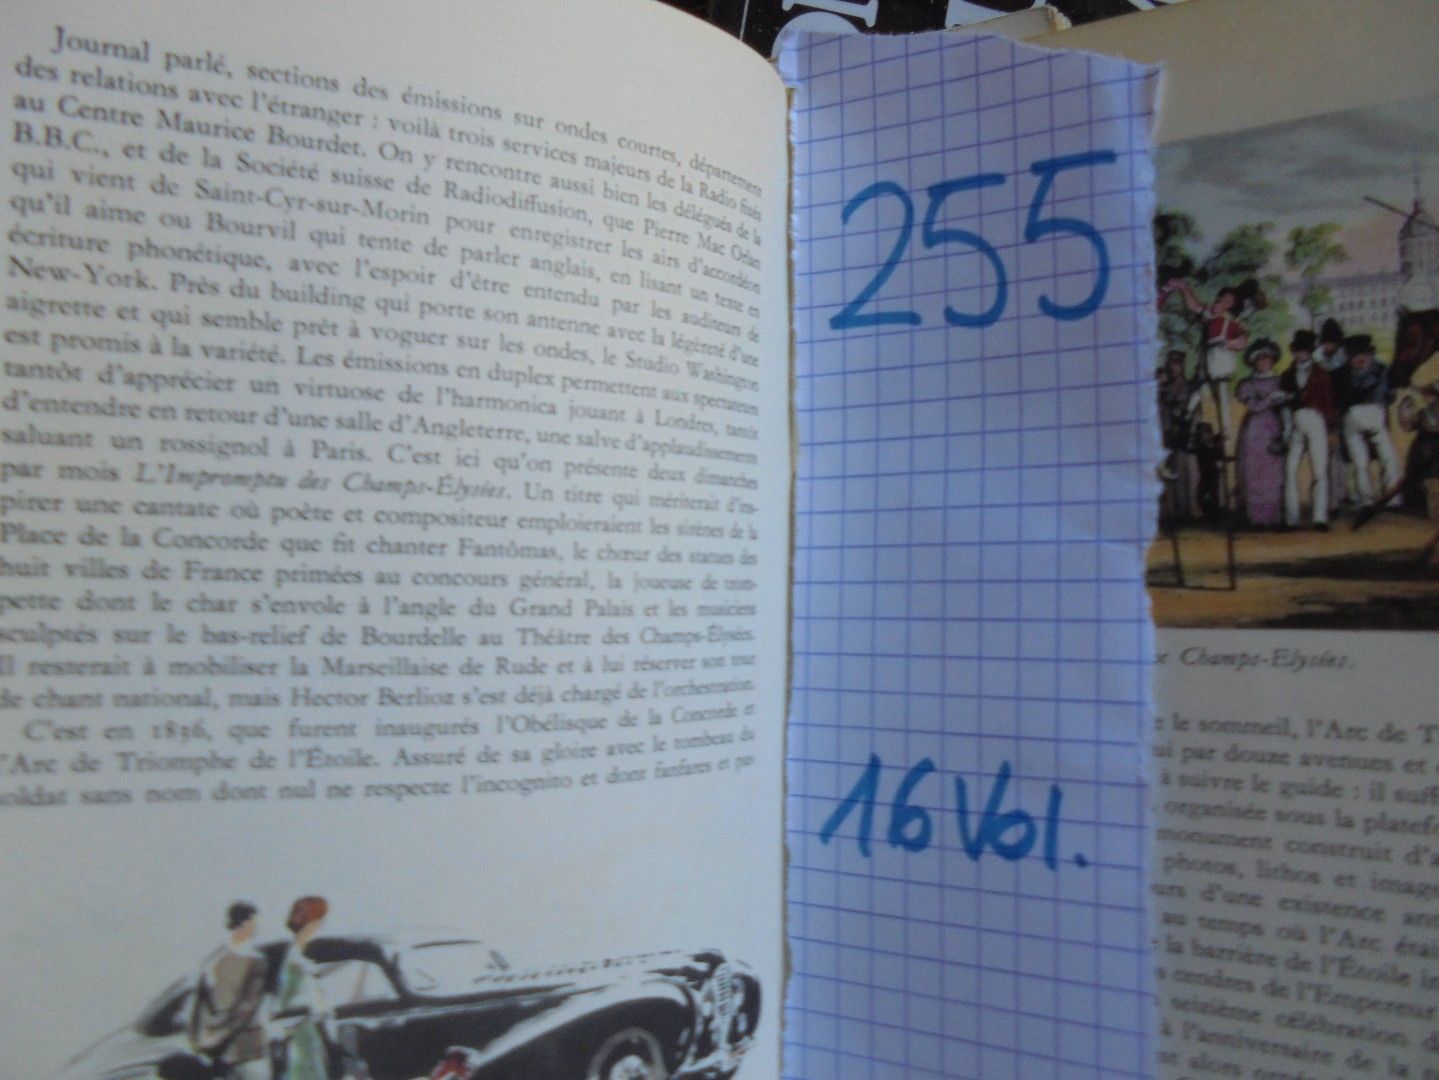 Journal parlé, sections des émissions sur ondes courtes, département
des relations avec l'étranger : voilà trois services majeurs de la Radio fixés
au Centre Maurice Bourdet. On y rencontre aussi bien les délégués de la
B.B.C., et de la Société suisse de Radiodiffusion, que Pierre Mac Orlan
qui vient de Saint-Cyr-sur-Morin pour enregistrer les airs d'accordéon
qu'il aime ou Bourvil qui tente de parler anglais, en lisant un texte en
écriture phonétique, avec l'espoir d'être entendu par les auditeurs de
New-York. Près du building qui porte son antenne avec la légèreté d'une
aigrette et qui semble prêt à voguer sur les ondes, le Studio Washington
est promis à la variété. Les émissions en duplex permettent aux spectateurs
tantôt d'apprécier un virtuose de l'harmonica jouant à Londres, tantôt
d'entendre en retour d'une salle d'Angleterre, une salve d'applaudissements
saluant un rossignol à Paris. C'est ici qu'on présente deux dimanches
par mois L'Impromptu des Champs-Élysées. Un titre qui mériterait d'ins-
pirer une cantate où poète et compositeur emploieraient les sirènes de la
Place de la Concorde que fit chanter Fantômas, le chœur des statues des
huit villes de France primées au concours général, la joueuse de trom-
pette dont le char s'envole à l'angle du Grand Palais et les musiciens
sculptés sur le bas-relief de Bourdelle au Théâtre des Champs-Élysées.
Il resterait à mobiliser la Marseillaise de Rude et à lui réserver son tour
de chant national, mais Hector Berlioz s'est déjà chargé de l'orchestration.
C'est en 1836, que furent inaugurés l'Obélisque de la Concorde et
l'Arc de Triomphe de l'Étoile. Assuré de sa gloire avec le tombeau du
soldat sans nom dont nul ne respecte l'incognito et dont fanfares et pas
255
16 Vol.
Champs-Elysées.
le sommeil, l'Arc de T
ui par douze avenues et
à suivre le guide : il suff
organisée sous la platef
monument construit d'a
photos, lithos et imag
urs d'une existence an
au temps où l'Arc étai
la barrière de l'Étoile in
s cendres de l'Empereur
seizième célébration d
à l'anniversaire de la